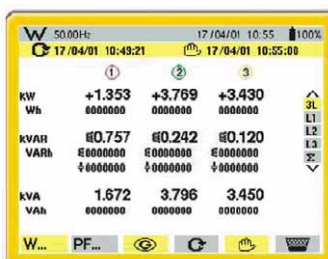 W 50.00Hz 17/04/01 10:55 100%
17/04/01 10:49:21 17/04/01 10:55:00
1 2 3
KW +1.353 +3.769 +3.430
Wh 0000000 0000000 0000000
KVAR 0.757 0.242 0.120
VARh 0000000 0000000 0000000
0000000 0000000 0000000
KVA 1.672 3.796 3.450
VAh 0000000 0000000 0000000
3L
L1
L2
L3
Σ
W... PF... G